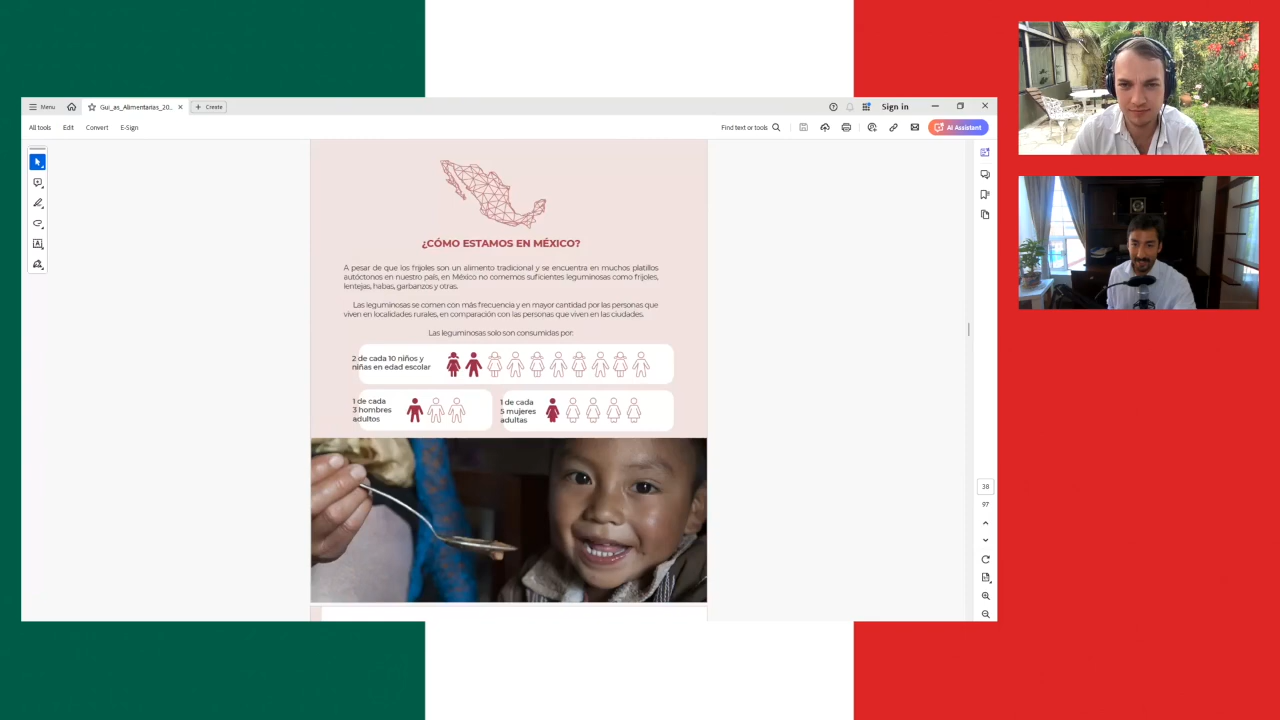 Menu
Gui_as_Alimentarias_20...
Create
Sign in
All tools
Edit
Convert
E-Sign
Find text or tools
AI Assistant
¿CÓMO ESTAMOS EN MÉXICO?
A pesar de que los frijoles son un alimento tradicional y se encuentra en muchos platillos
autóctonos en nuestro país, en México no comemos suficientes leguminosas como frijoles,
lentejas, habas, garbanzos y otras.
Las leguminosas se comen con más frecuencia y en mayor cantidad por las personas que
viven en localidades rurales, en comparación con las personas que viven en las ciudades.
Las leguminosas solo son consumidas por:
2 de cada 10 niños y
niñas en edad escolar
1 de cada
3 hombres
adultos
1 de cada
5 mujeres
adultas
38
97